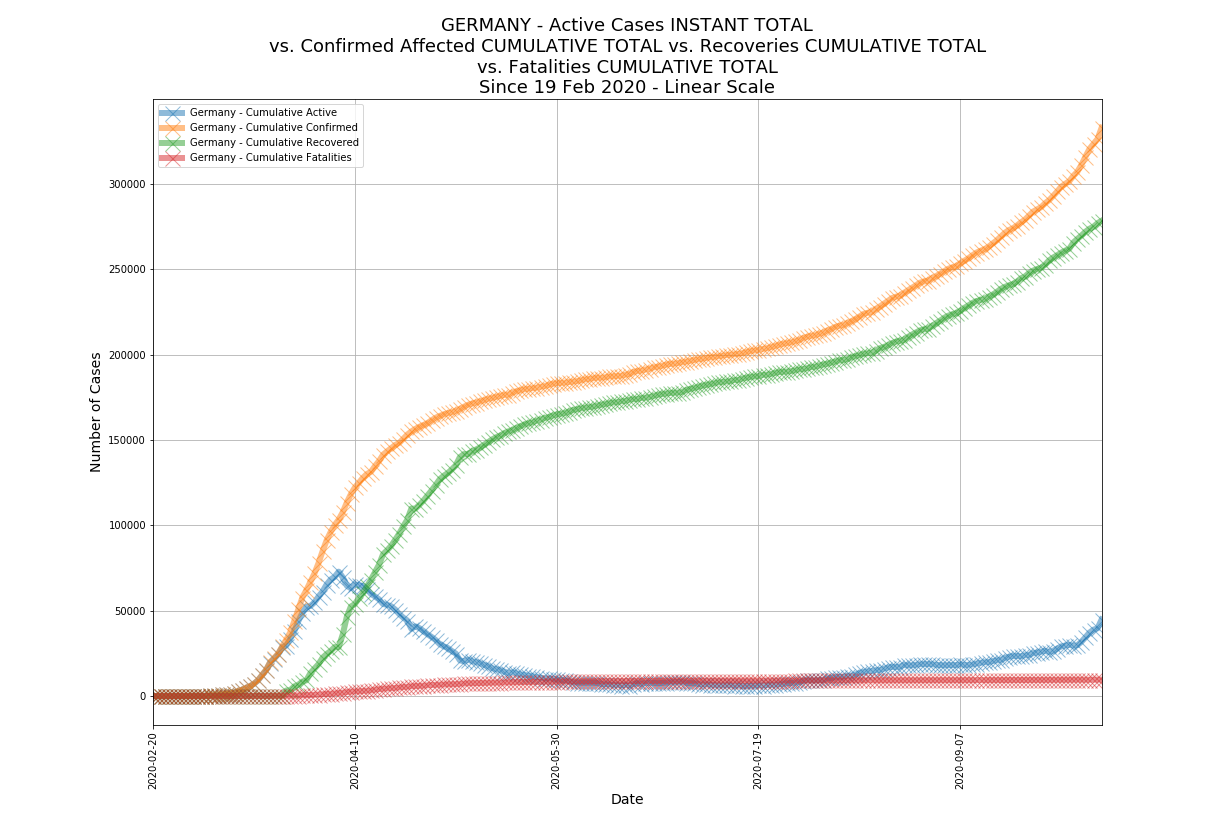 GERMANY - Active Cases INSTANT TOTAL
vs. Confirmed Affected CUMULATIVE TOTAL vs. Recoveries CUMULATIVE TOTAL
vs. Fatalities CUMULATIVE TOTAL
Since 19 Feb 2020 - Linear Scale
Germany - Cumulative Active
Germany - Cumulative Confirmed
Germany - Cumulative Recovered
Germany - Cumulative Fatalities
Number of Cases
300000
250000
200000
150000
100000
50000
0
2020-02-20
2020-04-10
2020-05-30
2020-07-19
2020-09-07
Date